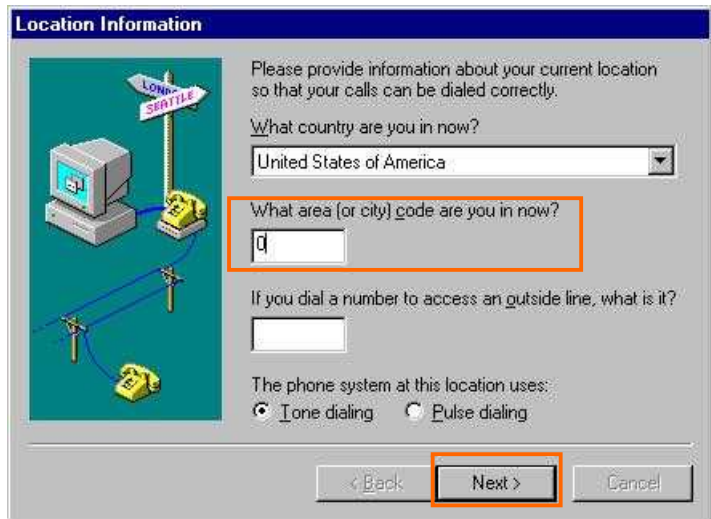 Location Information
LONDO
SEATTLE
Please provide information about your current location
so that your calls can be dialed correctly.
What country are you in now?
United States of America
What area (or city) code are you in now?
0
If you dial a number to access an outside line, what is it?
The phone system at this location uses:
Tone dialing Pulse dialing
< Back Next > Cancel